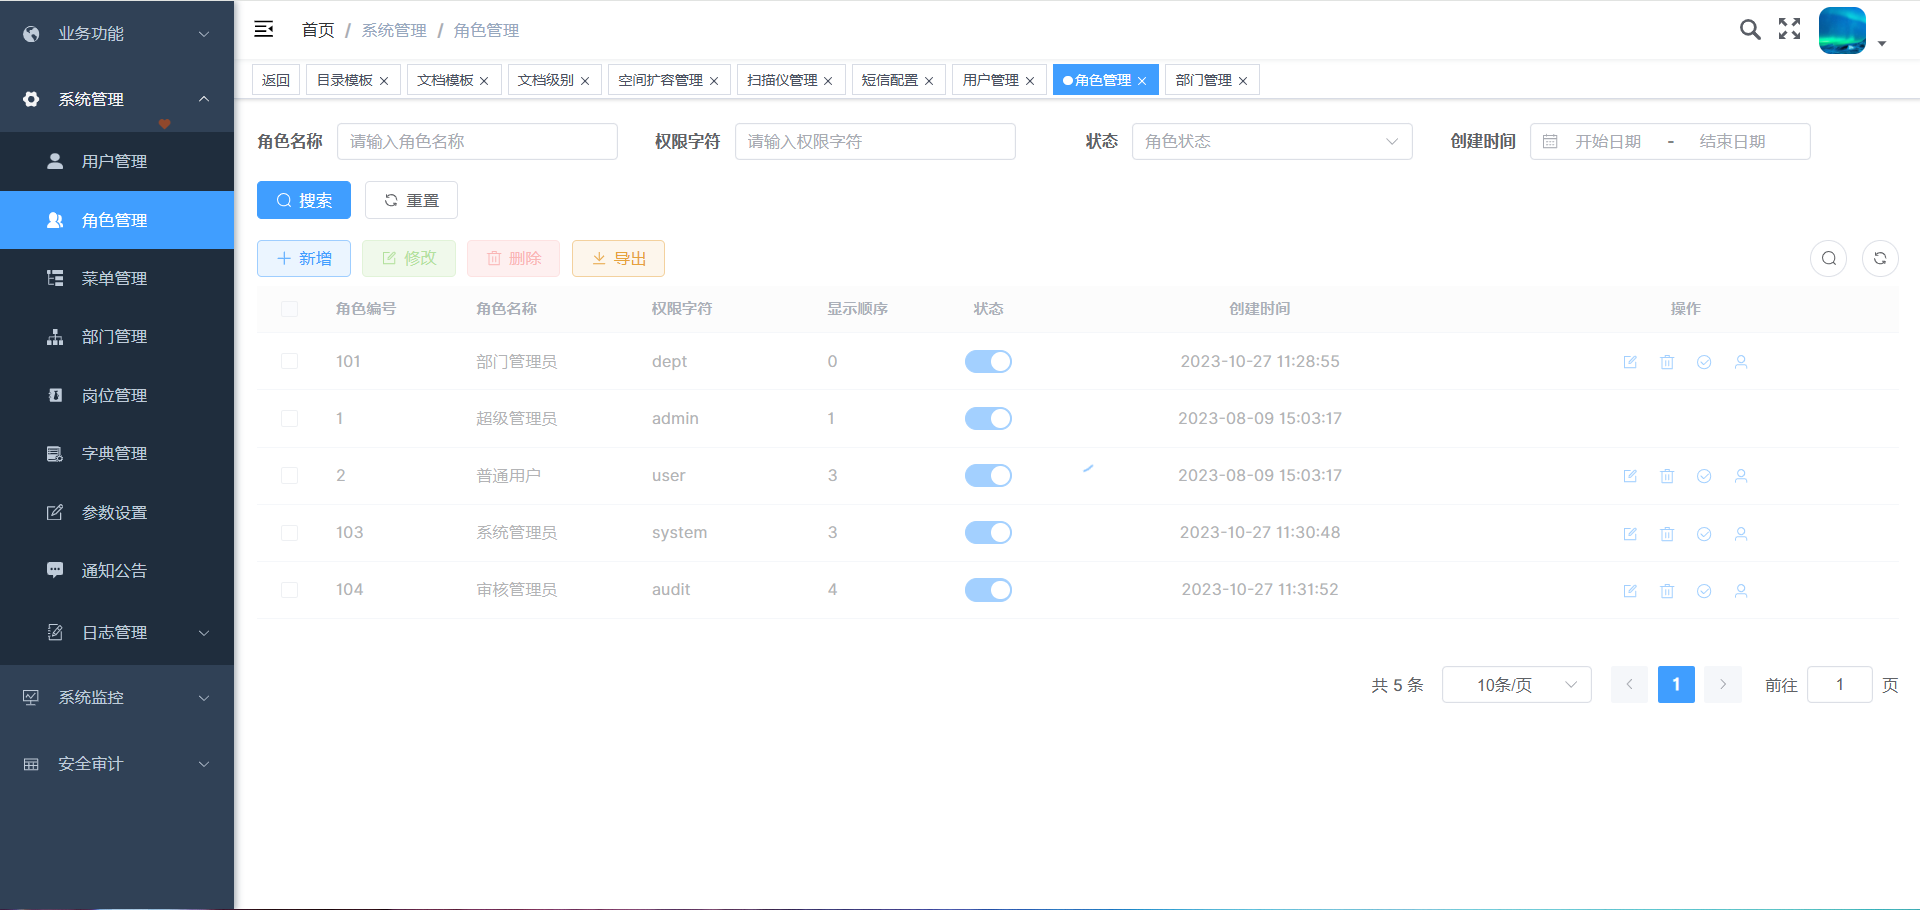 业务功能
系统管理
用户管理
角色管理
菜单管理
部门管理
岗位管理
字典管理
参数设置
通知公告
日志管理
系统监控
安全审计
首页 / 系统管理 / 角色管理
返回 目录模板 文档模板 文档级别 空间扩容管理 扫描仪管理 短信配置 用户管理 角色管理 部门管理
角色名称 请输入角色名称 权限字符 请输入权限字符 状态 角色状态 创建时间 开始日期 - 结束日期
搜索 重置
新增 修改 删除 导出
角色编号 角色名称 权限字符 显示顺序 状态 创建时间 操作
101 部门管理员 dept 0 2023-10-27 11:28:55
1 超级管理员 admin 1 2023-08-09 15:03:17
2 普通用户 user 3 2023-08-09 15:03:17
103 系统管理员 system 3 2023-10-27 11:30:48
104 审核管理员 audit 4 2023-10-27 11:31:52
共 5 条 10条/页 1 前往 1 页